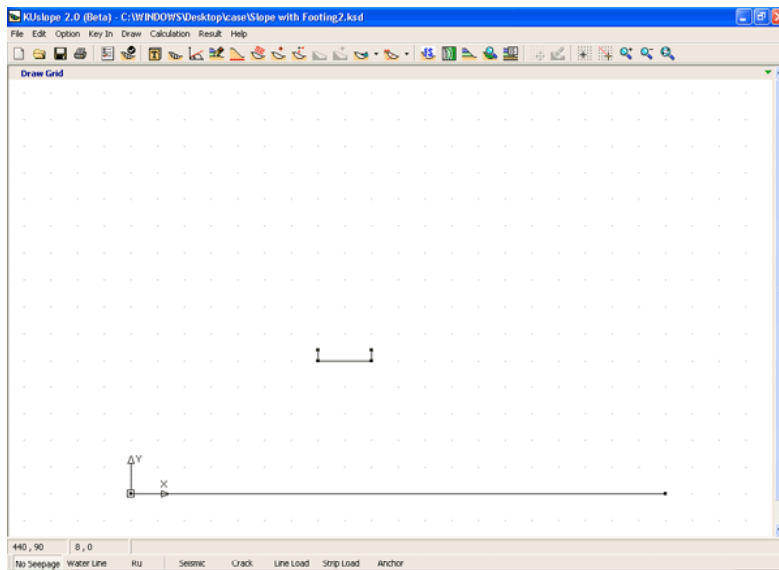 KUslope 2.0 (Beta) - C:\WINDOWS\Desktop\case\Slope with Footing2.ksd
File Edit Option Key In Draw Calculation Result Help
Draw Grid
Y
X
440 , 90 8 , 0
No Seepage Water Line Ru Seismic Crack Line Load Strip Load Anchor